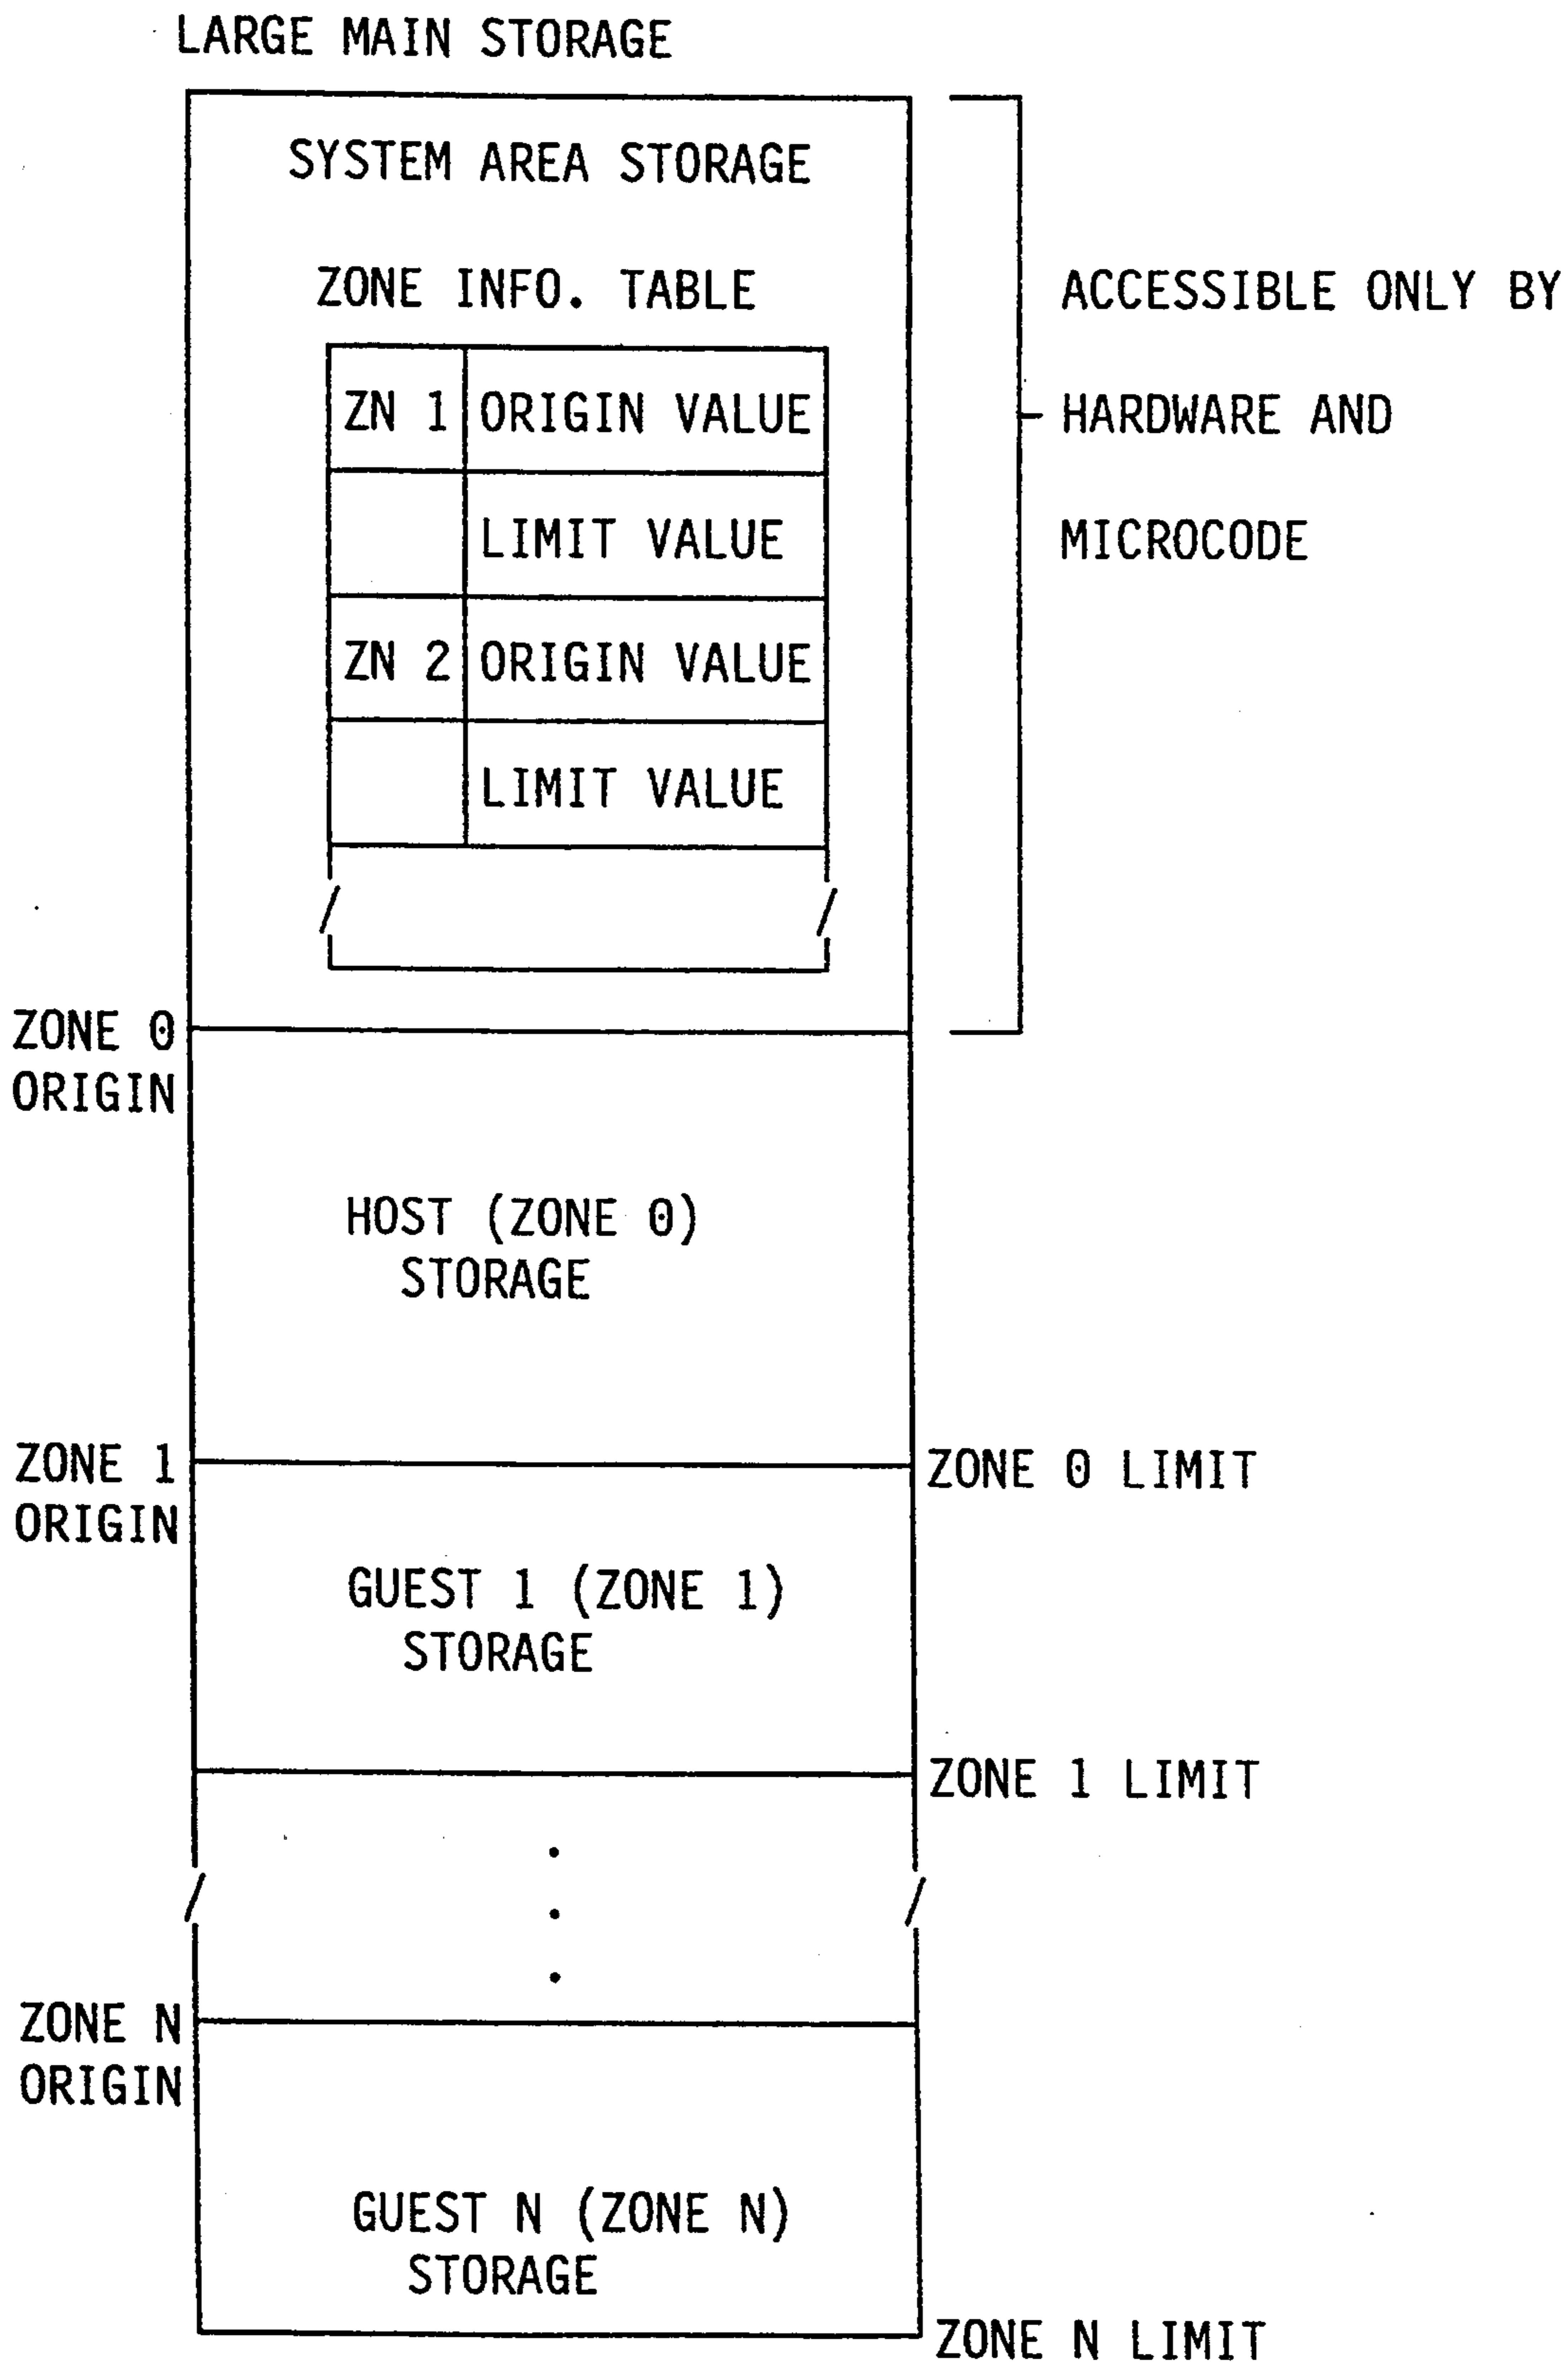 LARGE MAIN STORAGE
SYSTEM AREA STORAGE
ZONE INFO. TABLE
ZN 1 ORIGIN VALUE
LIMIT VALUE
ZN 2 ORIGIN VALUE
LIMIT VALUE
ACCESSIBLE ONLY BY
HARDWARE AND
MICROCODE
ZONE 0
ORIGIN
HOST (ZONE 0)
STORAGE
ZONE 1
ORIGIN
ZONE 0 LIMIT
GUEST 1 (ZONE 1)
STORAGE
ZONE 1 LIMIT
ZONE N
ORIGIN
GUEST N (ZONE N)
STORAGE
ZONE N LIMIT